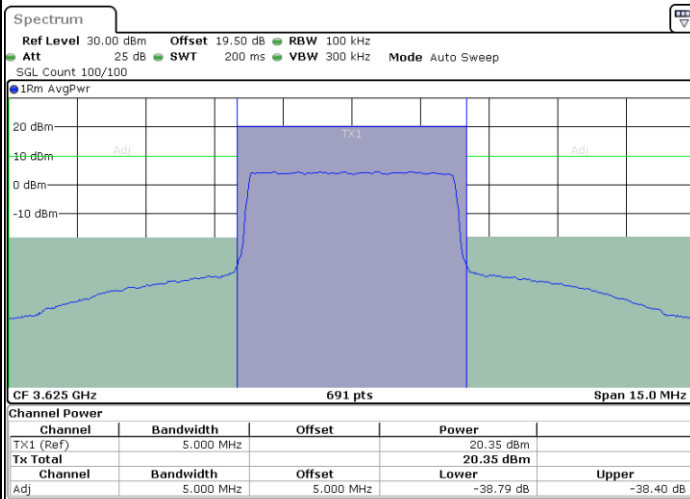 Spectrum
Ref Level 30.00 dBm Offset 19.50 dB RBW 100 kHz
Att 25 dB SWT 200 ms VBW 300 kHz Mode Auto Sweep
SGL Count 100/100
1Rm AvgPwr
20 dBm
TX1
Adj Adj
10 dBm
0 dBm
-10 dBm
CF 3.625 GHz 691 pts Span 15.0 MHz
Channel Power
Channel Bandwidth Offset Power
TX1 (Ref) 5.000 MHz 20.35 dBm
Tx Total 20.35 dBm
Channel Bandwidth Offset Lower Upper
Adj 5.000 MHz 5.000 MHz -38.79 dB -38.40 dB